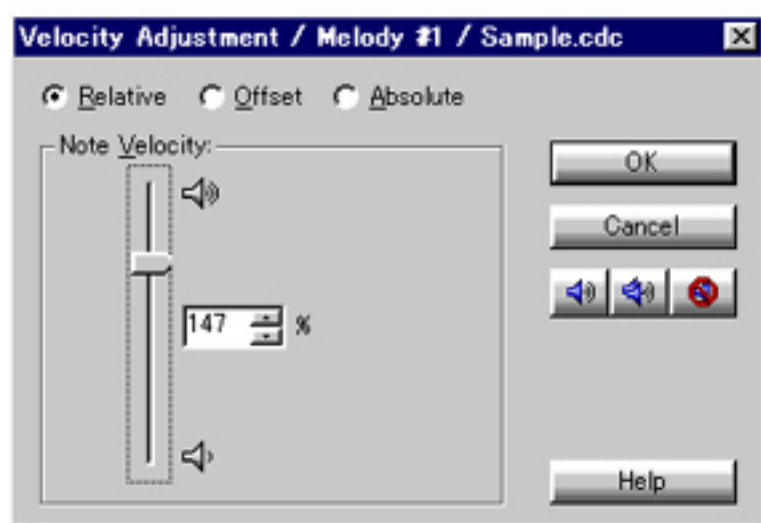 Velocity Adjustment / Melody #1 / Sample.cdc
Relative Offset Absolute
Note Velocity:
OK
Cancel
147 %
Help